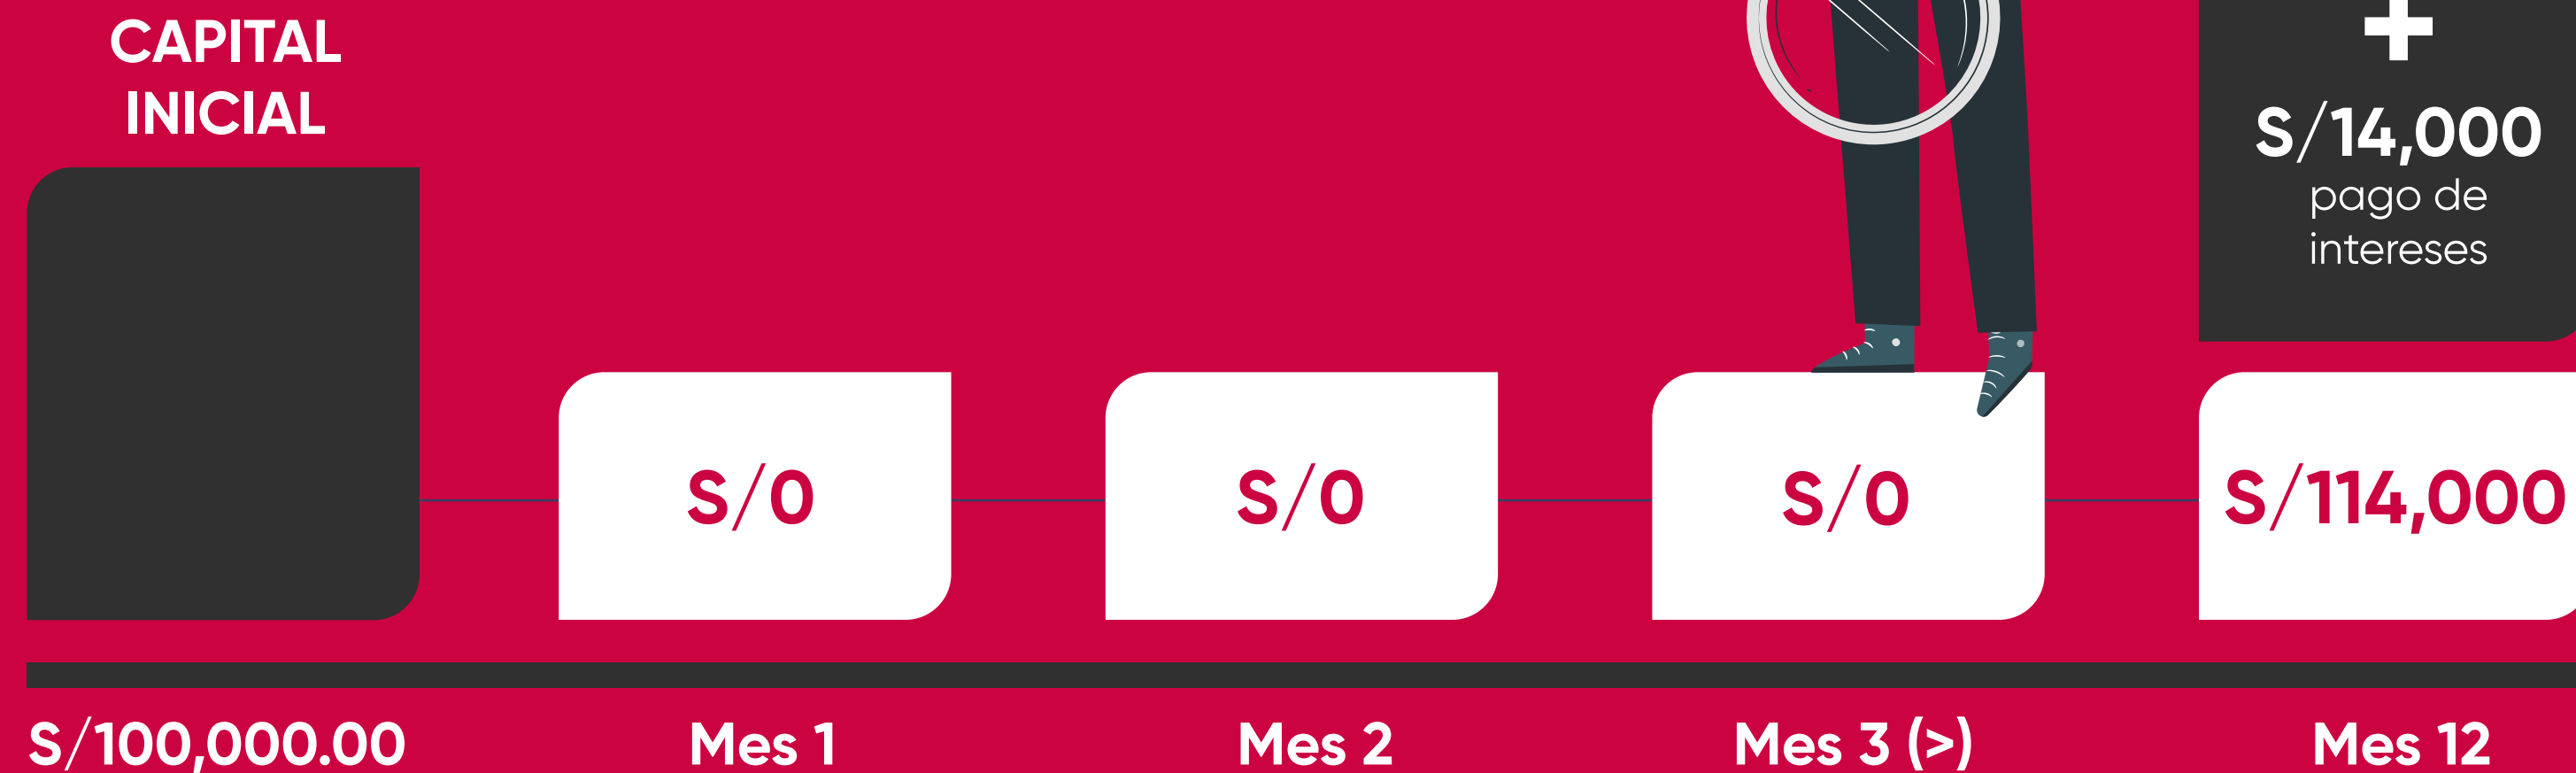 CAPITAL
INICIAL
+
S/14,000
pago de
intereses
S/0
S/0
S/0
S/114,000
S/100,000.00
Mes 1
Mes 2
Mes 3 (>)
Mes 12